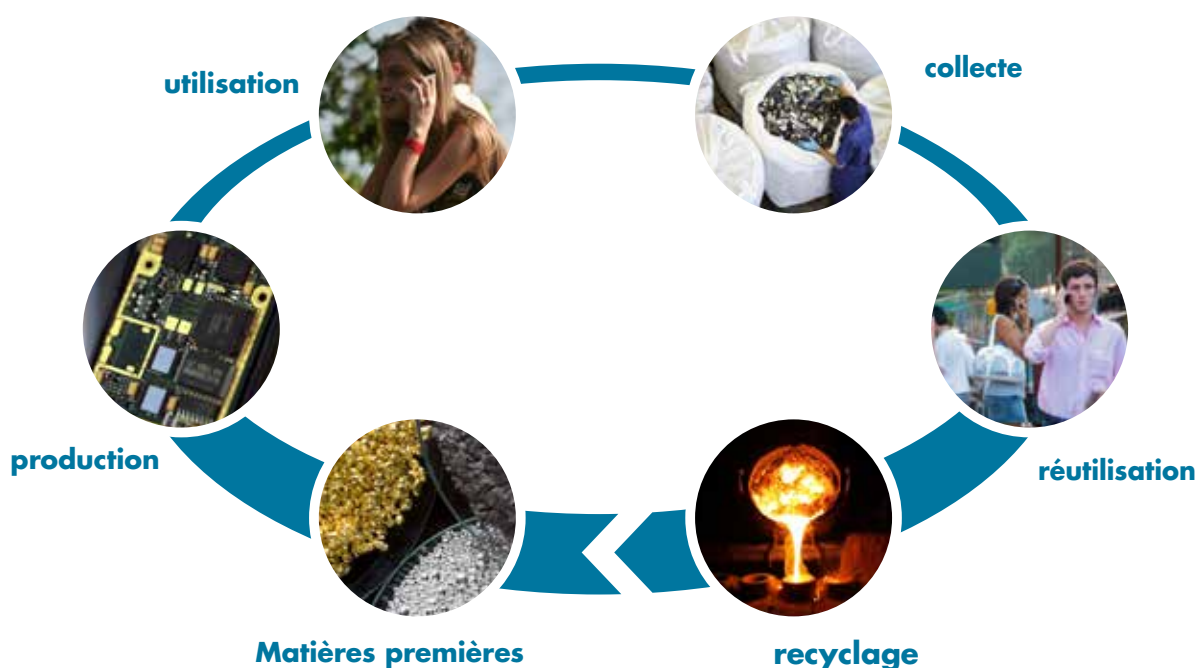 utilisation
collecte
production
réutilisation
Matières premières
recyclage